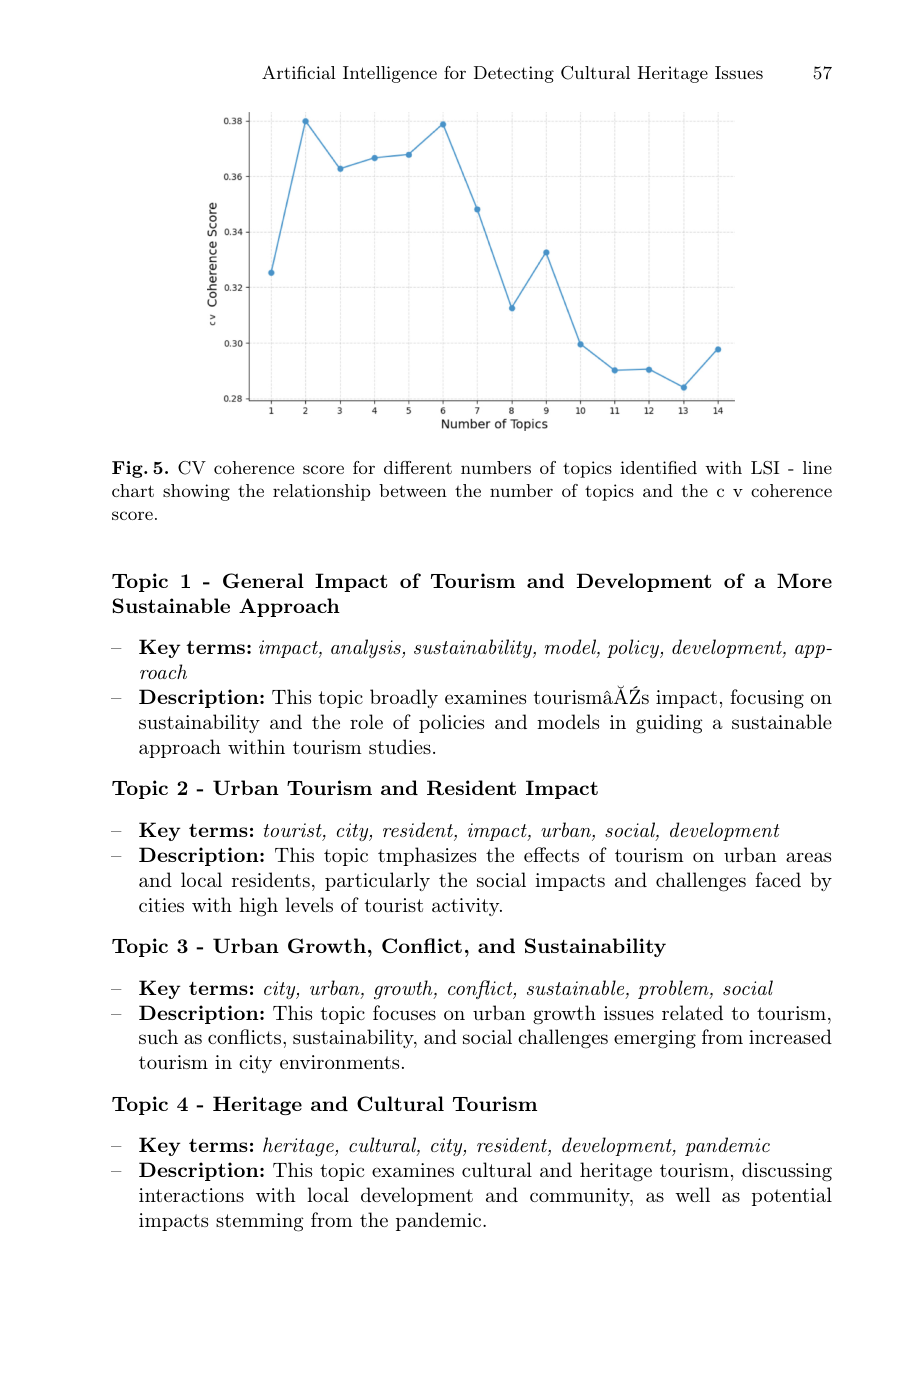 Artificial Intelligence for Detecting Cultural Heritage Issues 57
0.38
0.36
0.34
0.32
0.30
0.28
c v Coherence Score
1 2 3 4 5 6 7 8 9 10 11 12 13 14
Number of Topics
Fig. 5. CV coherence score for different numbers of topics identified with LSI - line
chart showing the relationship between the number of topics and the c v coherence
score.
Topic 1 - General Impact of Tourism and Development of a More
Sustainable Approach
– Key terms: impact, analysis, sustainability, model, policy, development, app-
roach
– Description: This topic broadly examines tourismâĂŹs impact, focusing on
sustainability and the role of policies and models in guiding a sustainable
approach within tourism studies.
Topic 2 - Urban Tourism and Resident Impact
– Key terms: tourist, city, resident, impact, urban, social, development
– Description: This topic tmphasizes the effects of tourism on urban areas
and local residents, particularly the social impacts and challenges faced by
cities with high levels of tourist activity.
Topic 3 - Urban Growth, Conflict, and Sustainability
– Key terms: city, urban, growth, conflict, sustainable, problem, social
– Description: This topic focuses on urban growth issues related to tourism,
such as conflicts, sustainability, and social challenges emerging from increased
tourism in city environments.
Topic 4 - Heritage and Cultural Tourism
– Key terms: heritage, cultural, city, resident, development, pandemic
– Description: This topic examines cultural and heritage tourism, discussing
interactions with local development and community, as well as potential
impacts stemming from the pandemic.